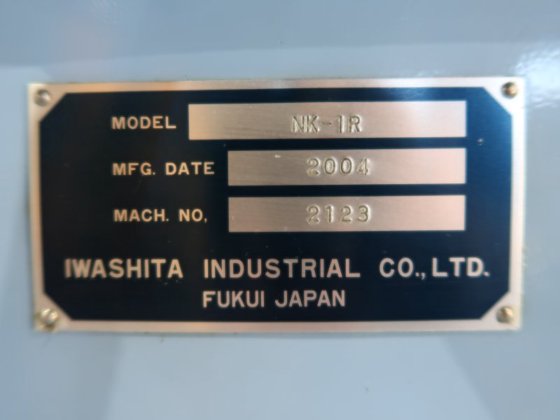 MODEL NK-1R
MFG. DATE 2004
MACH. NO. 2123
IWASHITA INDUSTRIAL CO., LTD.
FUKUI JAPAN